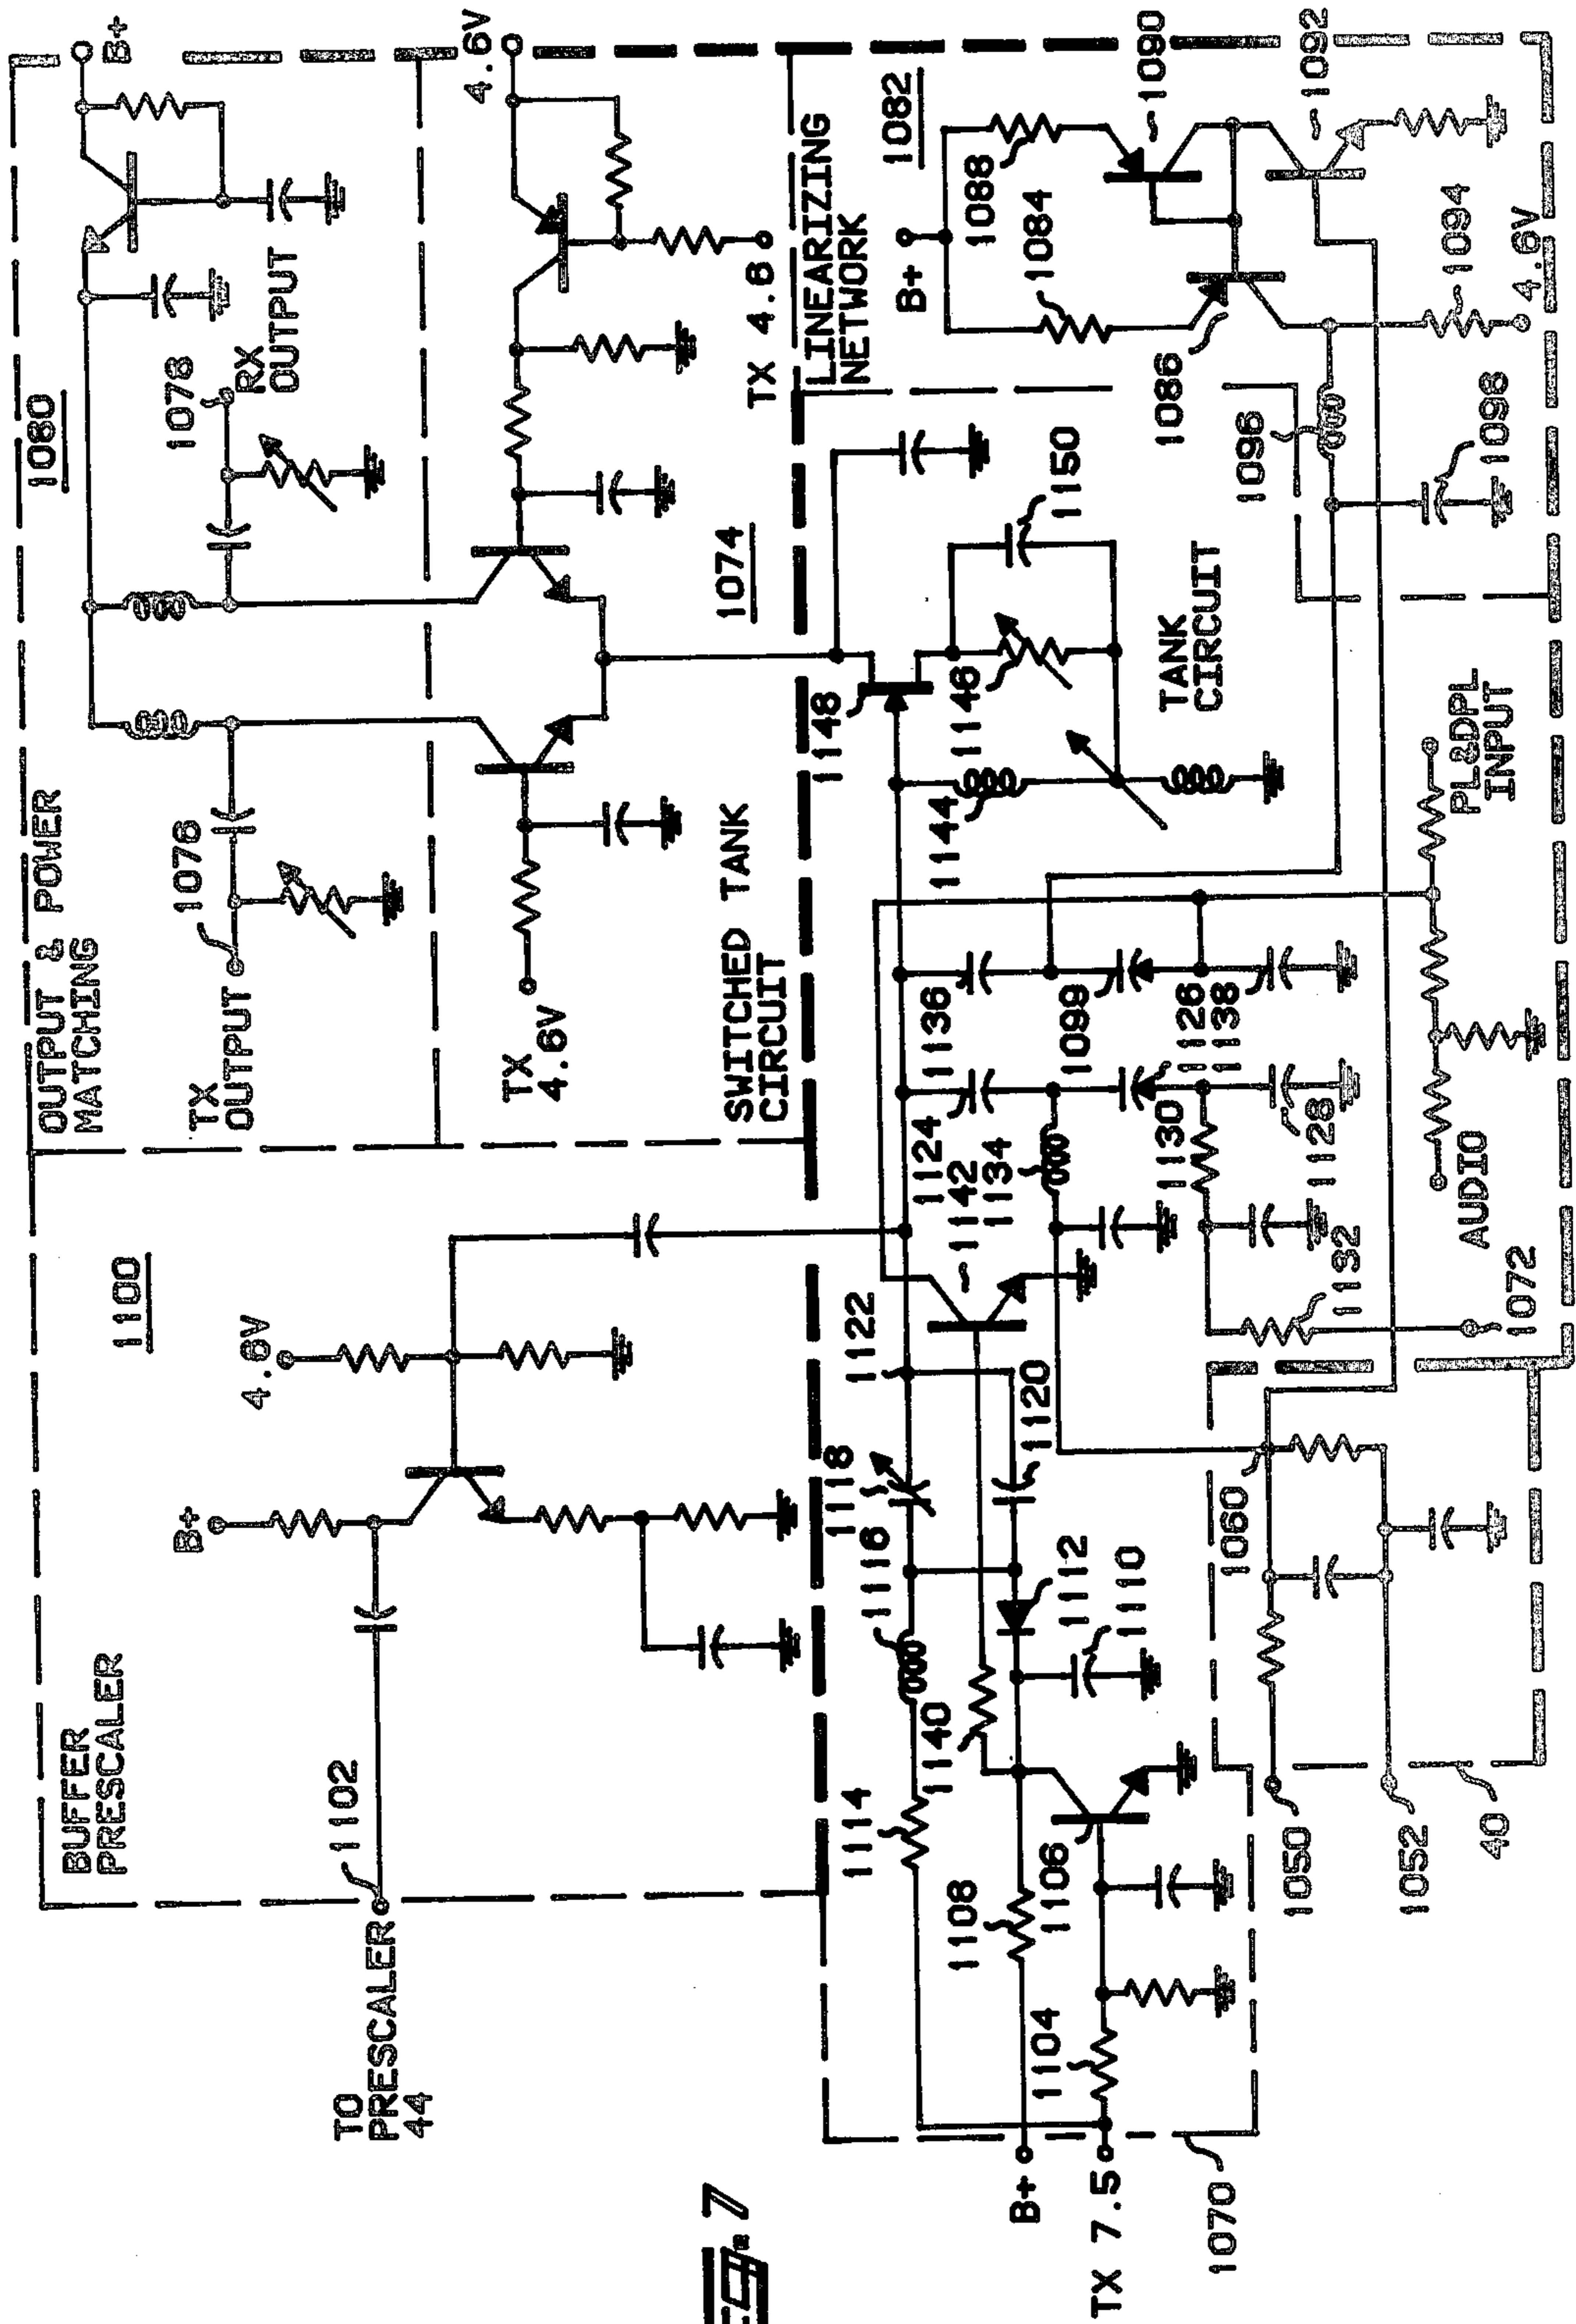 OUTPUT & POWER
MATCHING
1080
B+
1078
RX
OUTPUT
1076
TX
OUTPUT
4.6V
TX 4.6
TX
4.6V
1074
SWITCHED TANK
CIRCUIT
BUFFER
PRESCALER
1100
4.6V
B+
1102
TO
PRESCALER
44
LINEARIZING
NETWORK
1082
B+
1088
1084
1090
1086
1092
1094
4.6V
1096
1098
1148
1150
1146
1144
TANK
CIRCUIT
1136
1099
1126
1138
1124
1142
1134
1130
1128
1132
1072
AUDIO
PL&DPL
INPUT
1122
1120
1118
1116
1112
1110
1140
1114
1108
1106
1104
B+
TX 7.5
1070
1060
1050
1052
40